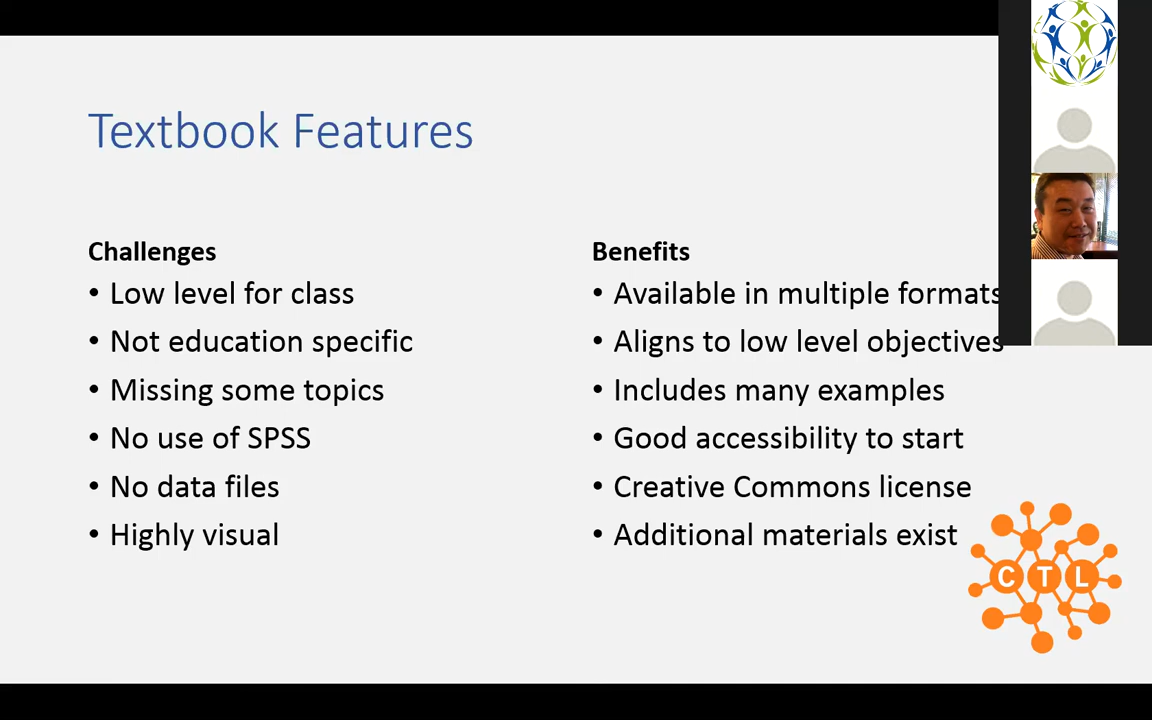 Textbook Features
Challenges
• Low level for class
• Not education specific
• Missing some topics
• No use of SPSS
• No data files
• Highly visual
Benefits
• Available in multiple formats
• Aligns to low level objectives
• Includes many examples
• Good accessibility to start
• Creative Commons license
• Additional materials exist
CTL